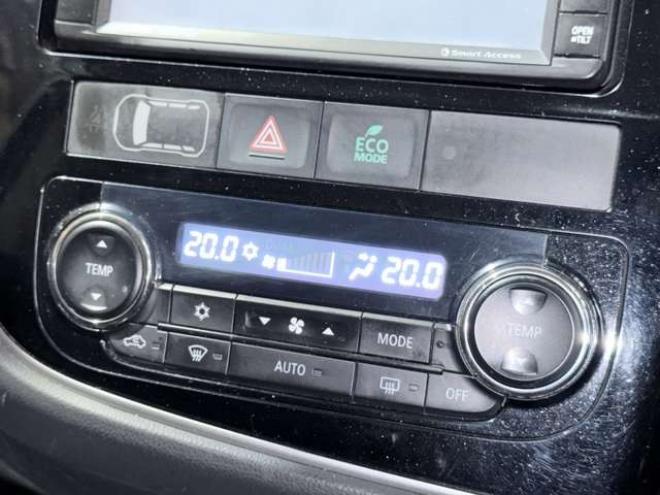 OPEN
TILT
Smart Access
ECO
MODE
20.0
20.0
TEMP
TEMP
MODE
AUTO
OFF